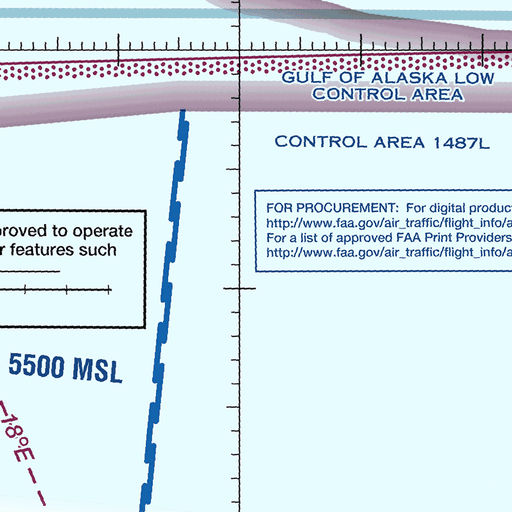 GULF OF ALASKA LOW
CONTROL AREA
CONTROL AREA 1487L
FOR PROCUREMENT: For digital product
http://www.faa.gov/air_traffic/flight_info/a
For a list of approved FAA Print Providers
http://www.faa.gov/air_traffic/flight_info/a
proved to operate
r features such
5500 MSL
18°E